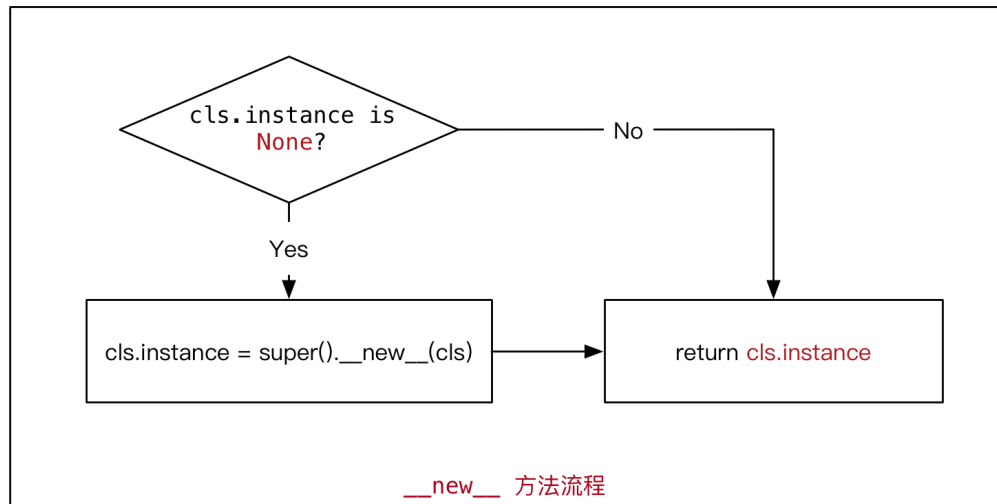 cls.instance is
None?
No
Yes
cls.instance = super().__new__(cls)
return cls.instance
__new__ 方法流程